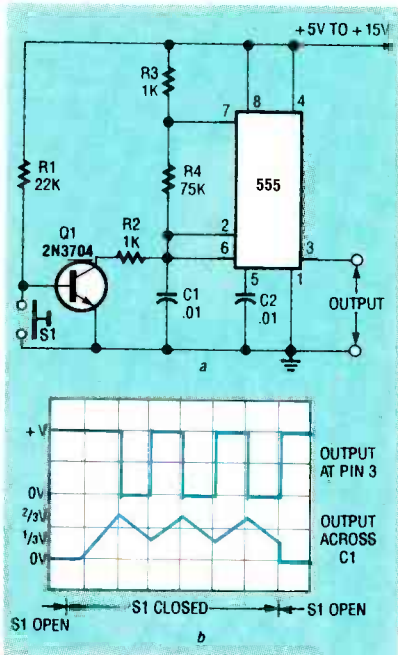 +5V TO +15V
R3
1K
8
4
7
R1
22K
R4
75K
555
Q1
2N3704
R2
1K
2
6
3
5
1
S1
C1
.01
C2
.01
OUTPUT
a
+V
OUTPUT
AT PIN 3
0V
2/3V
OUTPUT
1/3V
ACROSS
0V
C1
S1 CLOSED
S1 OPEN
S1 OPEN
b